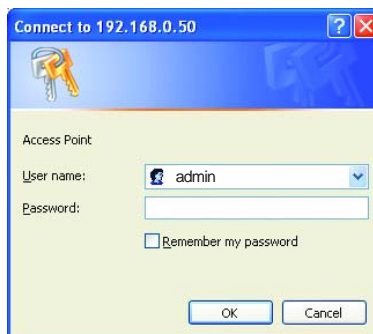 Connect to 192.168.0.50
Access Point
User name: admin
Password:
Remember my password
OK Cancel